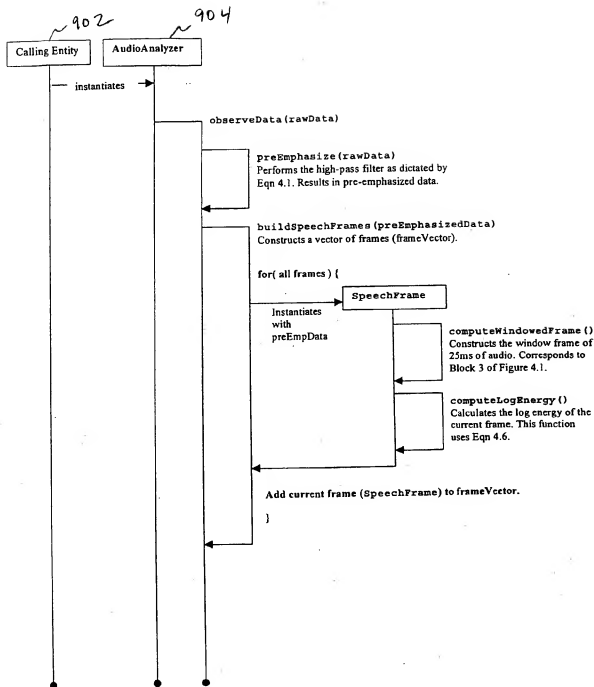 902
904
Calling Entity
AudioAnalyzer
instantiates
observeData(rawData)
preEmphasize(rawData)
Performs the high-pass filter as dictated by
Eqn 4.1. Results in pre-emphasized data.
buildSpeechFrames(preEmphasizedData)
Constructs a vector of frames (frameVector).
for( all frames ) {
SpeechFrame
Instantiates
with
preEmpData
computeWindowedFrame()
Constructs the window frame of
25ms of audio. Corresponds to
Block 3 of Figure 4.1.
computeLogEnergy()
Calculates the log energy of the
current frame. This function
uses Eqn 4.6.
Add current frame (SpeechFrame) to frameVector.
}